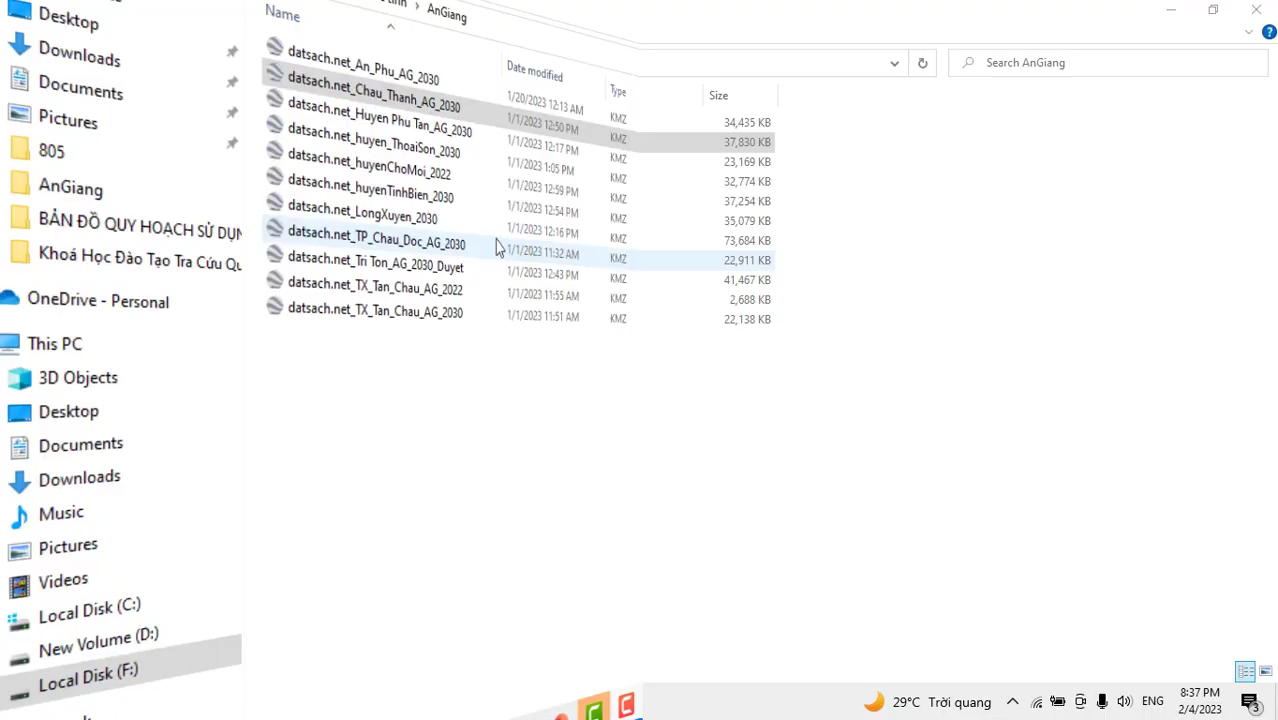 AnGiang
Search AnGiang
Name
Date modified
Type
Size
datsach.net_An_Phu_AG_2030
1/20/2023 12:13 AM
KMZ
34,435 KB
datsach.net_Chau_Thanh_AG_2030
1/1/2023 12:50 PM
KMZ
37,830 KB
datsach.net_Huyen Phu Tan_AG_2030
1/1/2023 12:17 PM
KMZ
23,169 KB
datsach.net_huyen_ThoaiSon_2030
1/1/2023 1:05 PM
KMZ
32,774 KB
datsach.net_huyenChoMoi_2022
1/1/2023 12:59 PM
KMZ
37,254 KB
datsach.net_huyenTinhBien_2030
1/1/2023 12:54 PM
KMZ
35,079 KB
datsach.net_LongXuyen_2030
1/1/2023 12:16 PM
KMZ
73,684 KB
datsach.net_TP_Chau_Doc_AG_2030
1/1/2023 11:32 AM
KMZ
22,911 KB
datsach.net_Tri Ton_AG_2030_Duyet
1/1/2023 12:43 PM
KMZ
41,467 KB
datsach.net_TX_Tan_Chau_AG_2022
1/1/2023 11:55 AM
KMZ
2,688 KB
datsach.net_TX_Tan_Chau_AG_2030
1/1/2023 11:51 AM
KMZ
22,138 KB
Desktop
Downloads
Documents
Pictures
805
AnGiang
BẢN ĐỒ QUY HOẠCH SỬ DỤN
Khoá Học Đào Tạo Tra Cứu Qu
OneDrive - Personal
This PC
3D Objects
Desktop
Documents
Downloads
Music
Pictures
Videos
Local Disk (C:)
New Volume (D:)
Local Disk (F:)
29°C Trời quang
ENG
8:37 PM
2/4/2023
3